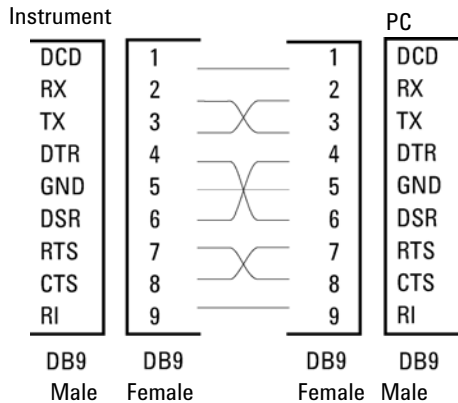 Instrument PC
DCD 1 1 DCD
RX 2 2 RX
TX 3 3 TX
DTR 4 4 DTR
GND 5 5 GND
DSR 6 6 DSR
RTS 7 7 RTS
CTS 8 8 CTS
RI 9 9 RI
DB9 DB9 DB9 DB9
Male Female Female Male